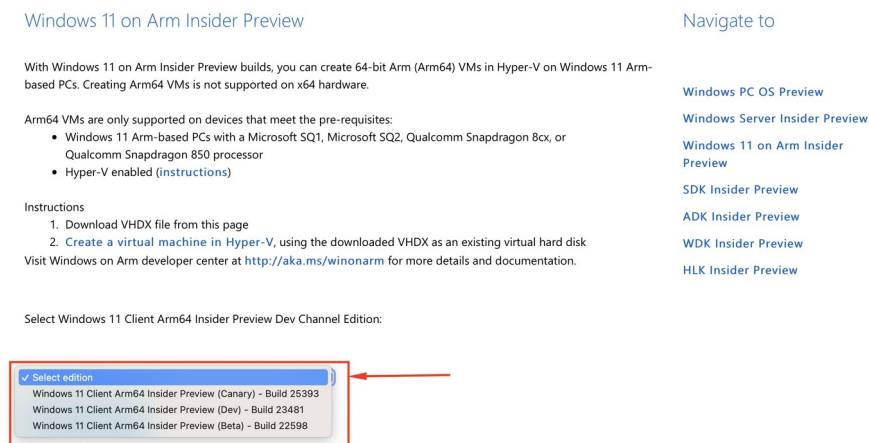 Windows 11 on Arm Insider Preview
With Windows 11 on Arm Insider Preview builds, you can create 64-bit Arm (Arm64) VMs in Hyper-V on Windows 11 Arm-
based PCs. Creating Arm64 VMs is not supported on x64 hardware.
Arm64 VMs are only supported on devices that meet the pre-requisites:
• Windows 11 Arm-based PCs with a Microsoft SQ1, Microsoft SQ2, Qualcomm Snapdragon 8cx, or
Qualcomm Snapdragon 850 processor
• Hyper-V enabled (instructions)
Instructions
1. Download VHDX file from this page
2. Create a virtual machine in Hyper-V, using the downloaded VHDX as an existing virtual hard disk
Visit Windows on Arm developer center at http://aka.ms/winonarm for more details and documentation.
Select Windows 11 Client Arm64 Insider Preview Dev Channel Edition:
✓ Select edition
Windows 11 Client Arm64 Insider Preview (Canary) - Build 25393
Windows 11 Client Arm64 Insider Preview (Dev) - Build 23481
Windows 11 Client Arm64 Insider Preview (Beta) - Build 22598
Navigate to
Windows PC OS Preview
Windows Server Insider Preview
Windows 11 on Arm Insider
Preview
SDK Insider Preview
ADK Insider Preview
WDK Insider Preview
HLK Insider Preview